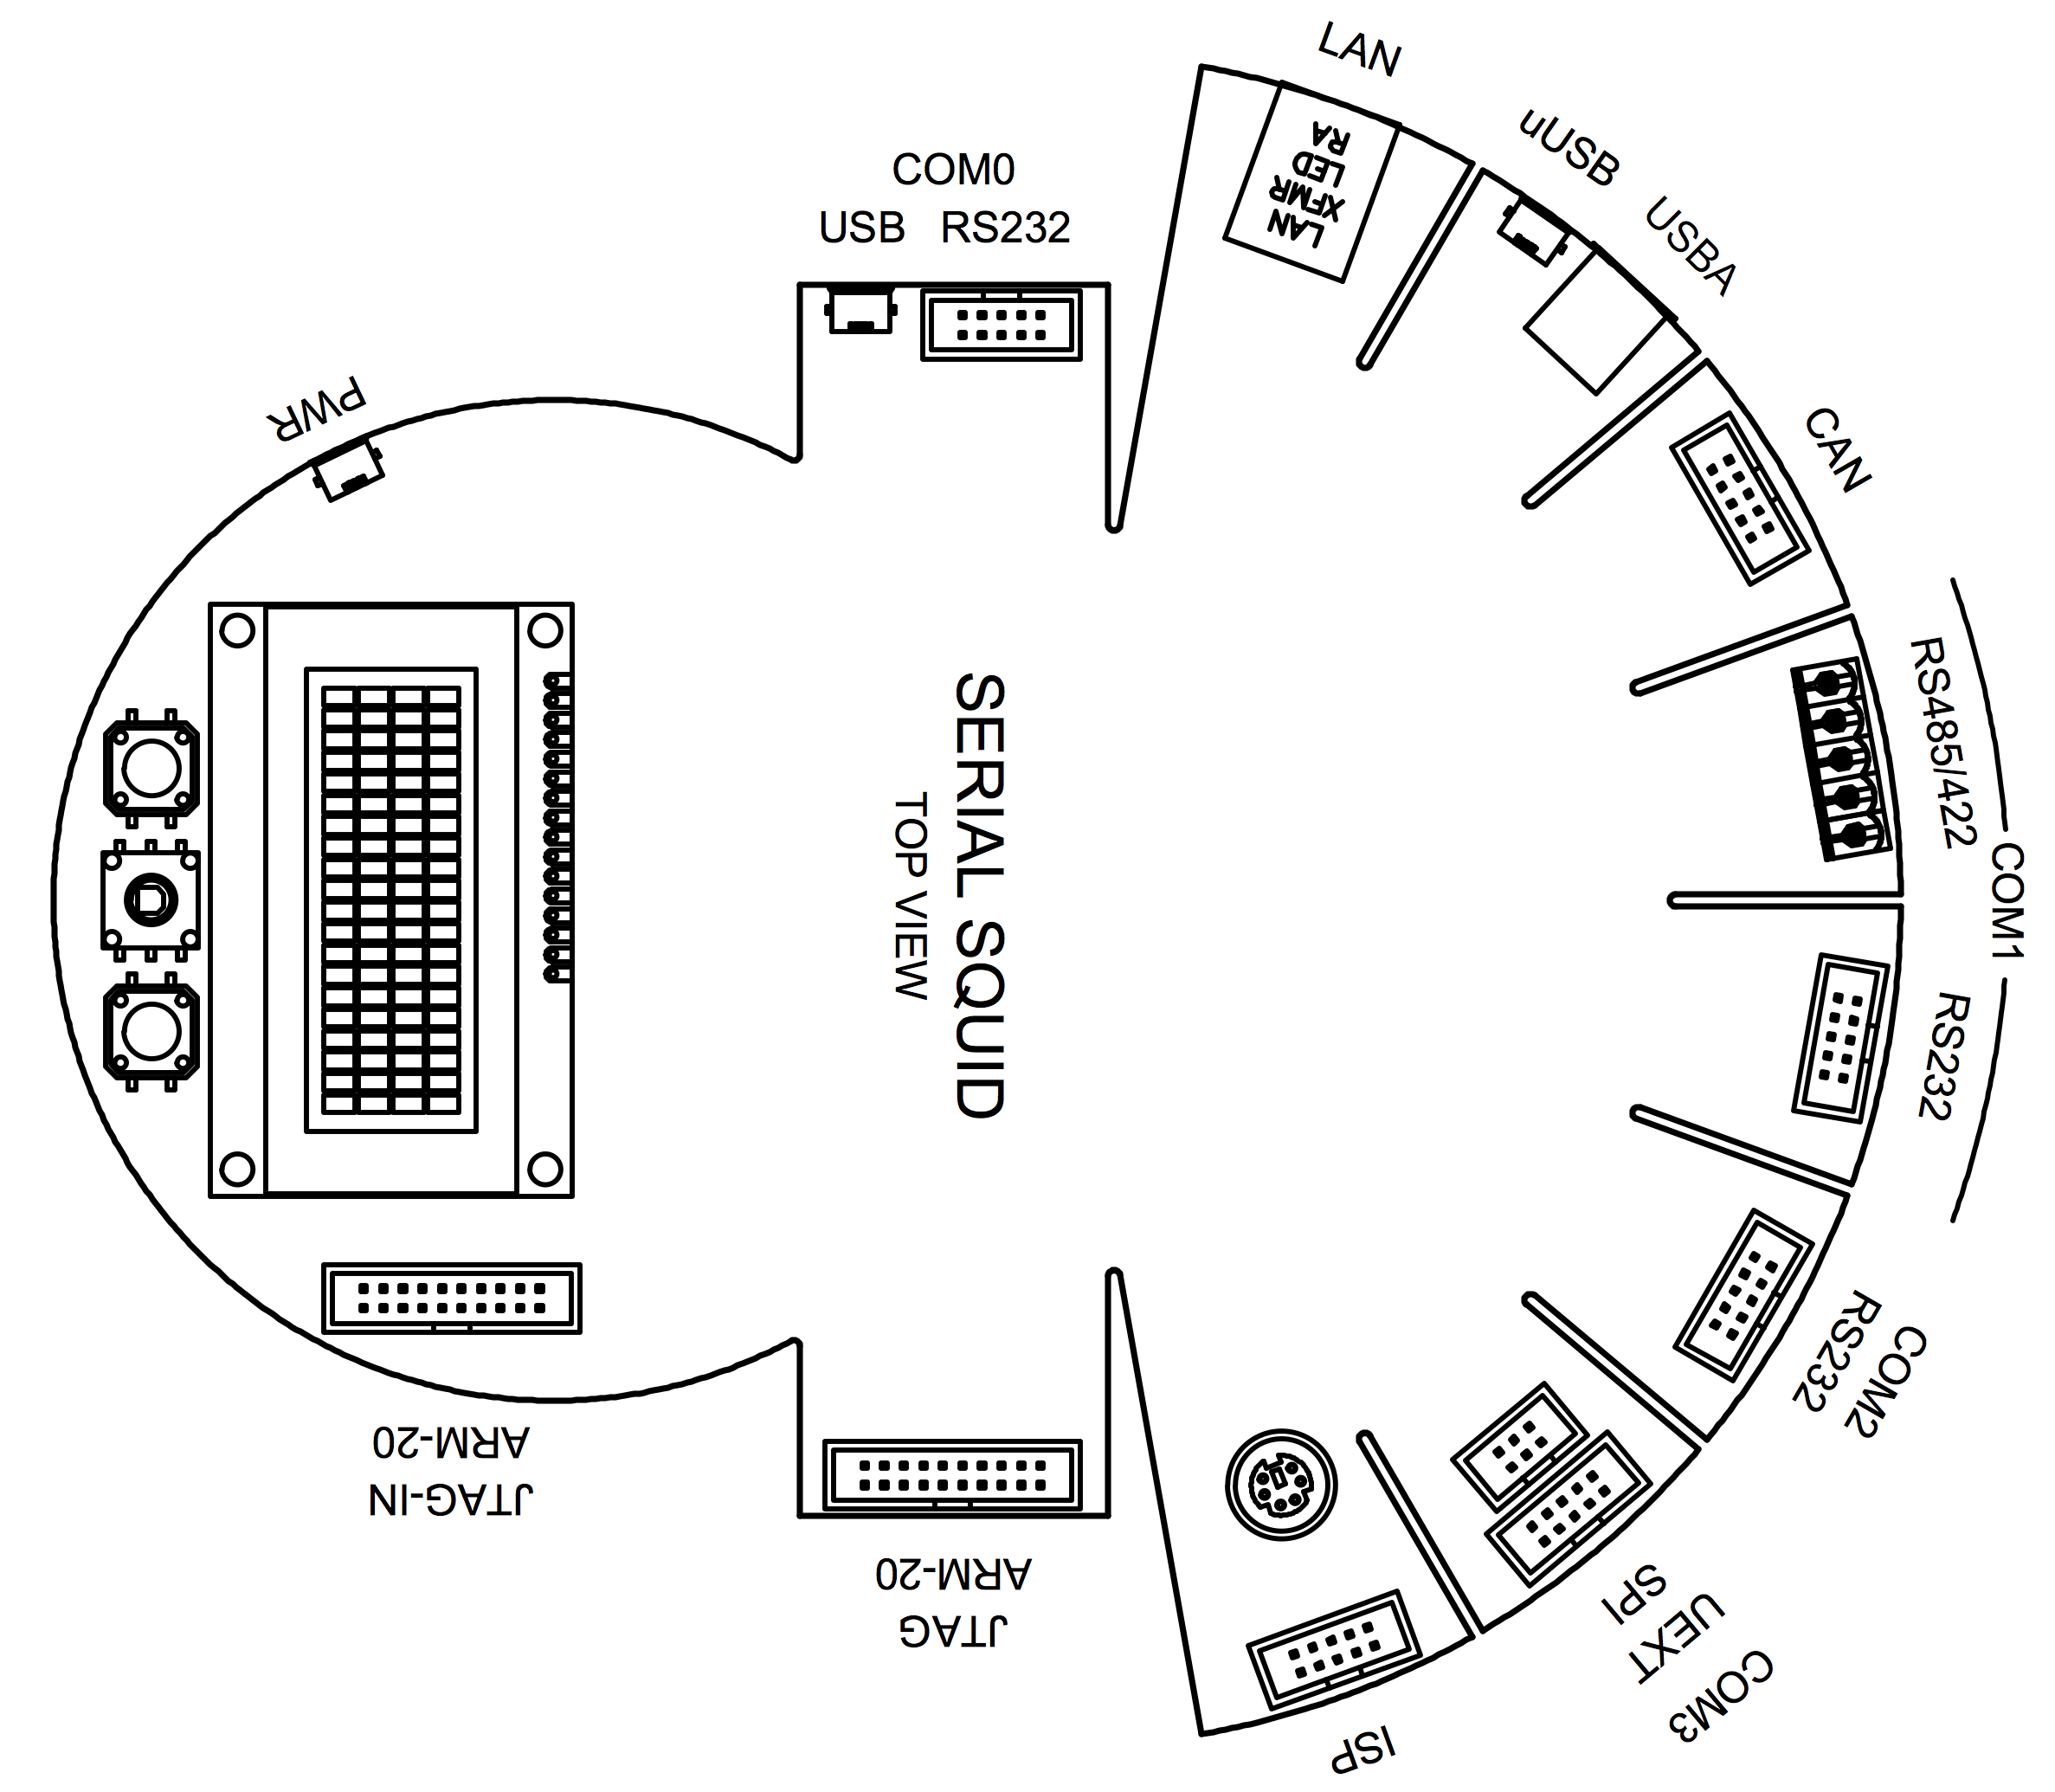 LAN
uUSB
USBA
COM0
USB RS232
LAN
XFMR
LED
RA
PWR
CAN
RS485/422
COM1
RS232
SERIAL SQUID
TOP VIEW
COM2
RS232
SPI
UEXT
COM3
ISP
ARM-20
JTAG-IN
ARM-20
JTAG